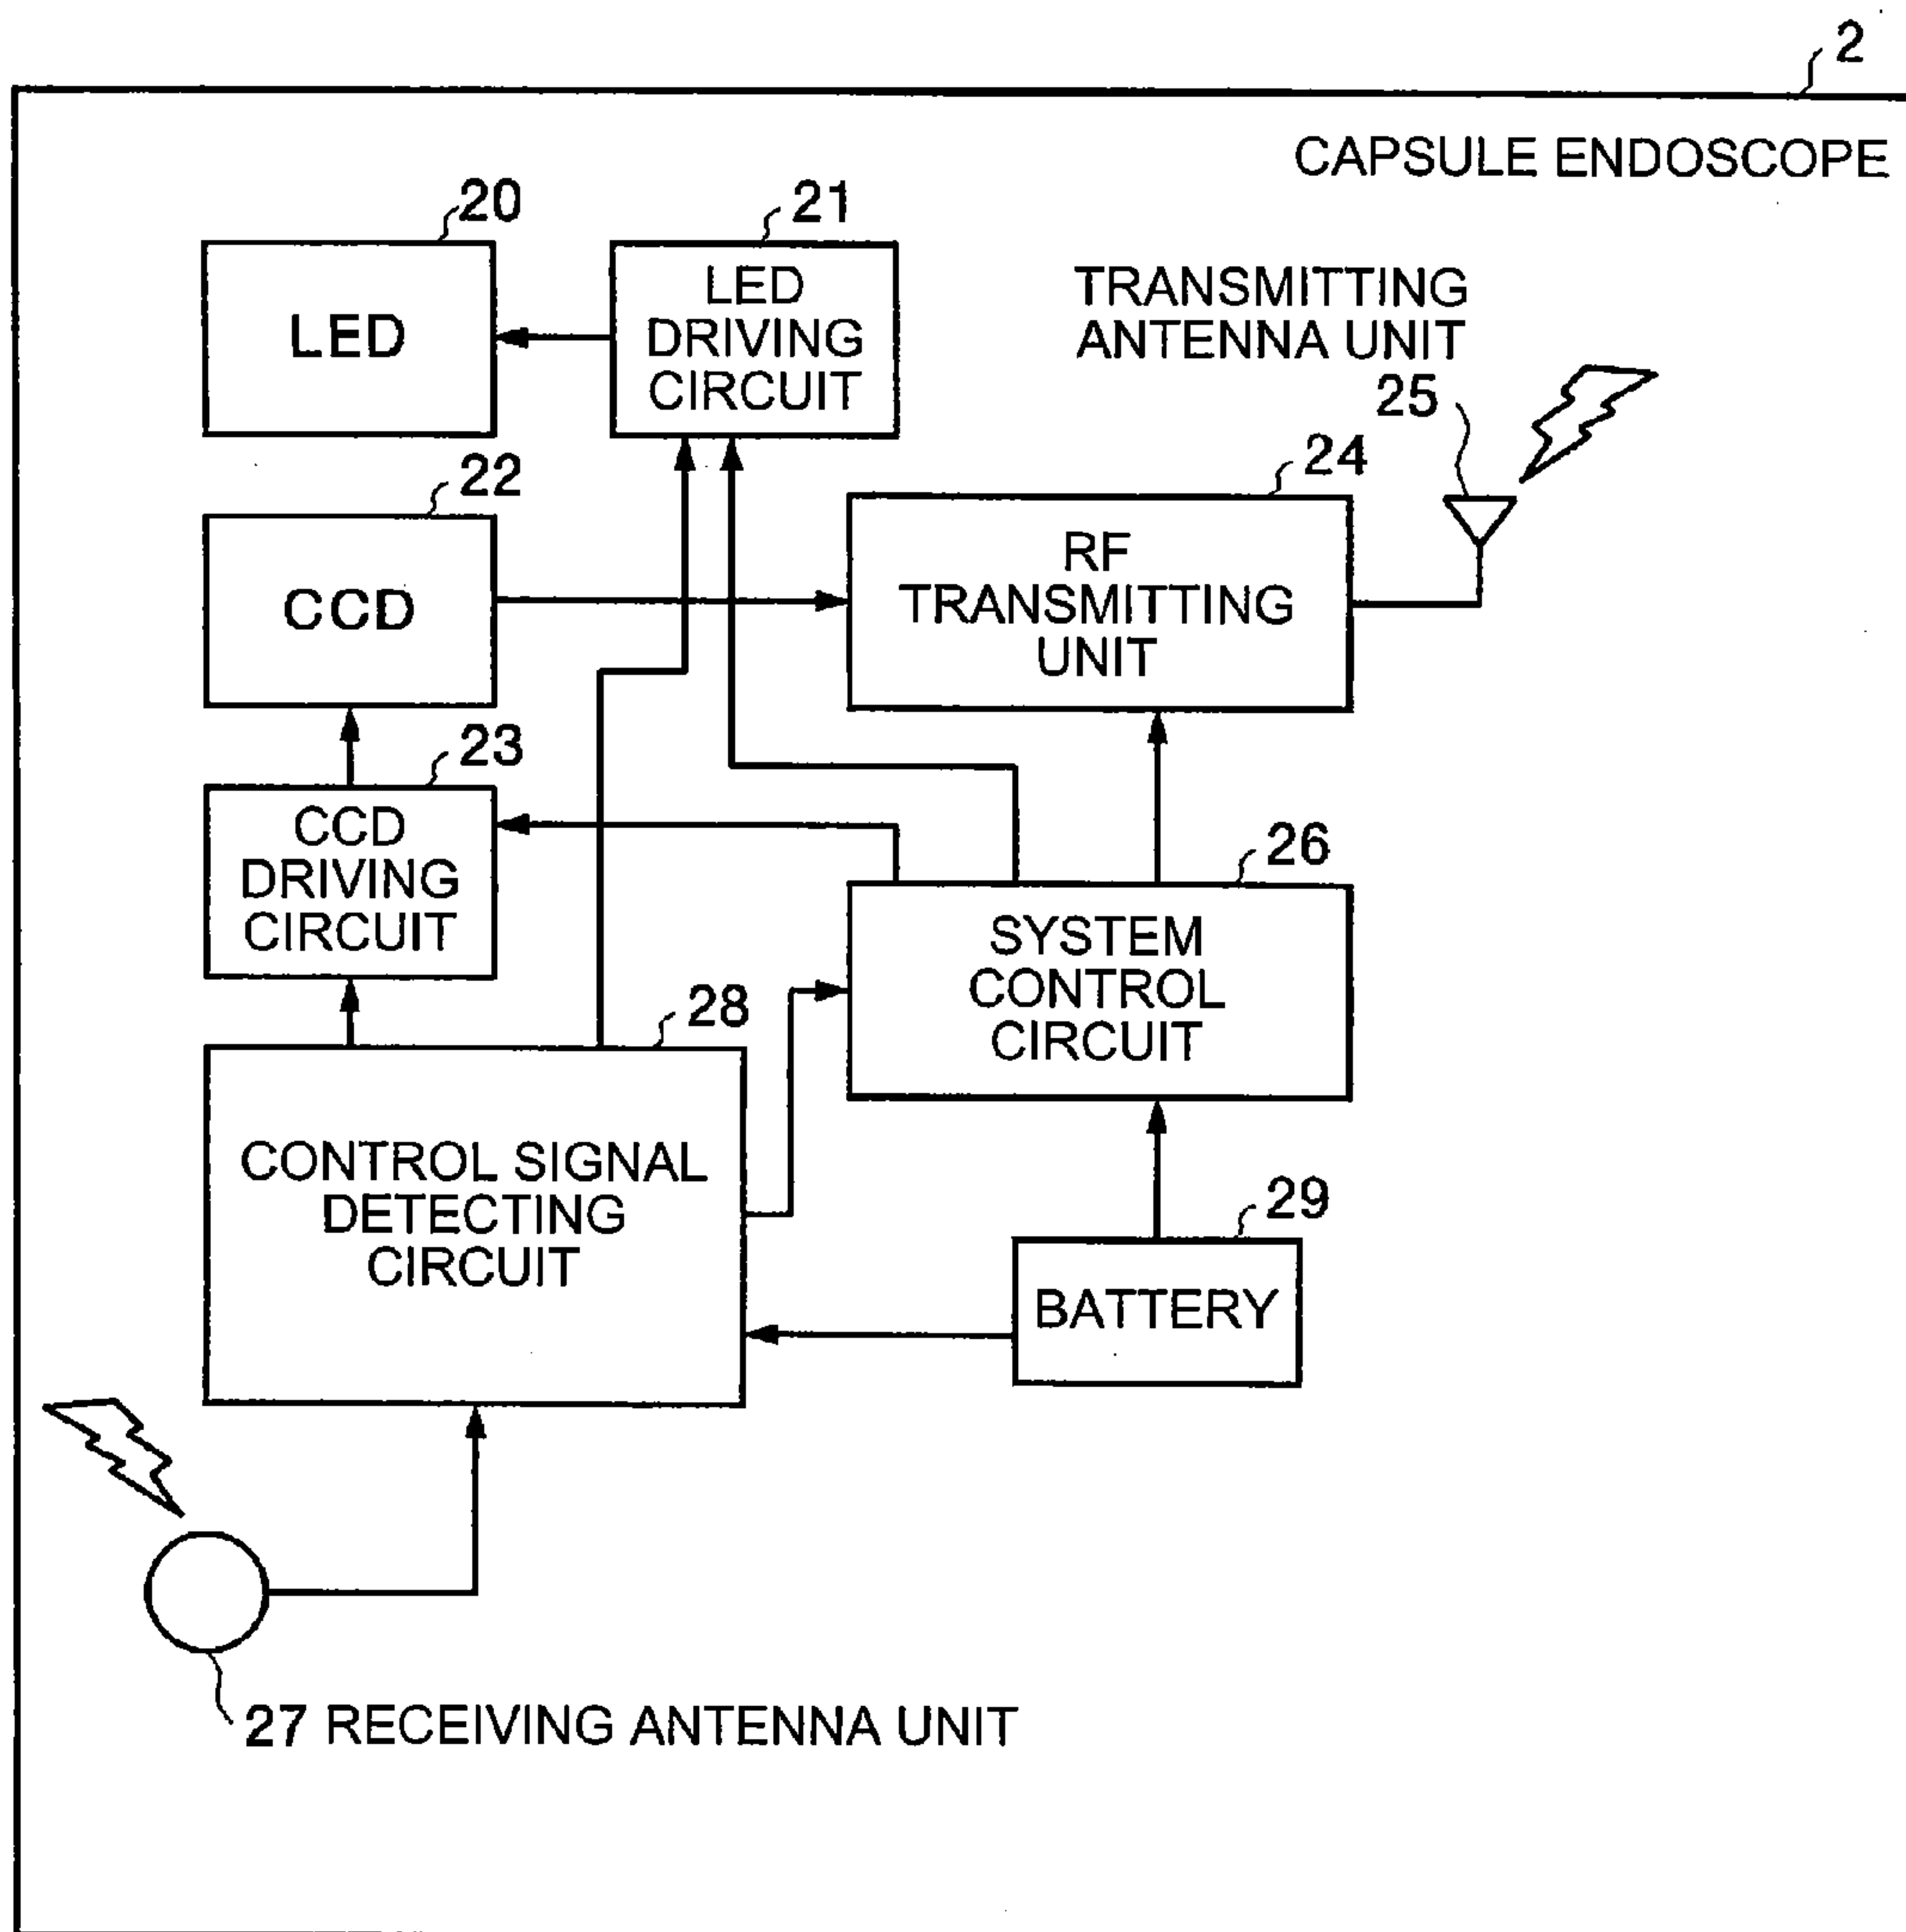 2
CAPSULE ENDOSCOPE
20
21
LED
LED
DRIVING
CIRCUIT
TRANSMITTING
ANTENNA UNIT
25
22
24
CCD
RF
TRANSMITTING
UNIT
23
CCD
DRIVING
CIRCUIT
26
SYSTEM
CONTROL
CIRCUIT
28
CONTROL SIGNAL
DETECTING
CIRCUIT
29
BATTERY
27 RECEIVING ANTENNA UNIT